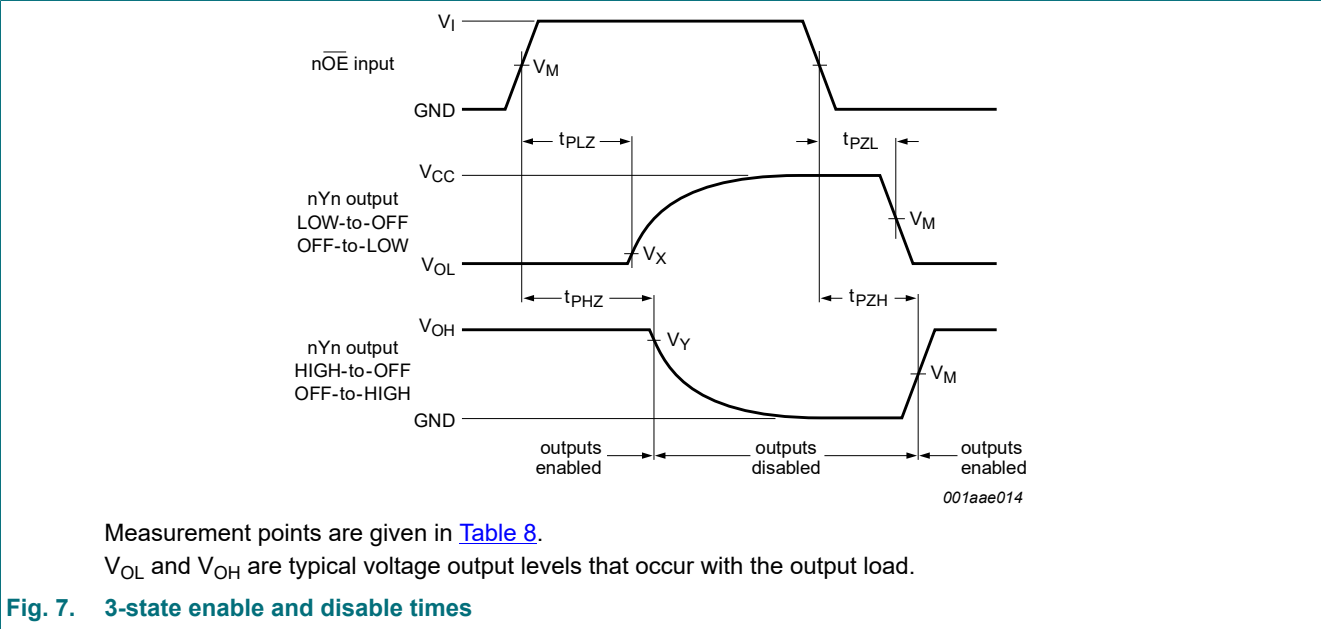 V_I
nO̅E̅ input
V_M
GND
t_PLZ
t_PZL
V_CC
nYn output
LOW-to-OFF
OFF-to-LOW
V_M
V_X
V_OL
t_PHZ
t_PZH
V_OH
nYn output
HIGH-to-OFF
OFF-to-HIGH
V_Y
V_M
GND
outputs
enabled
outputs
disabled
outputs
enabled
001aae014
Measurement points are given in Table 8.
V_OL and V_OH are typical voltage output levels that occur with the output load.
Fig. 7. 3-state enable and disable times